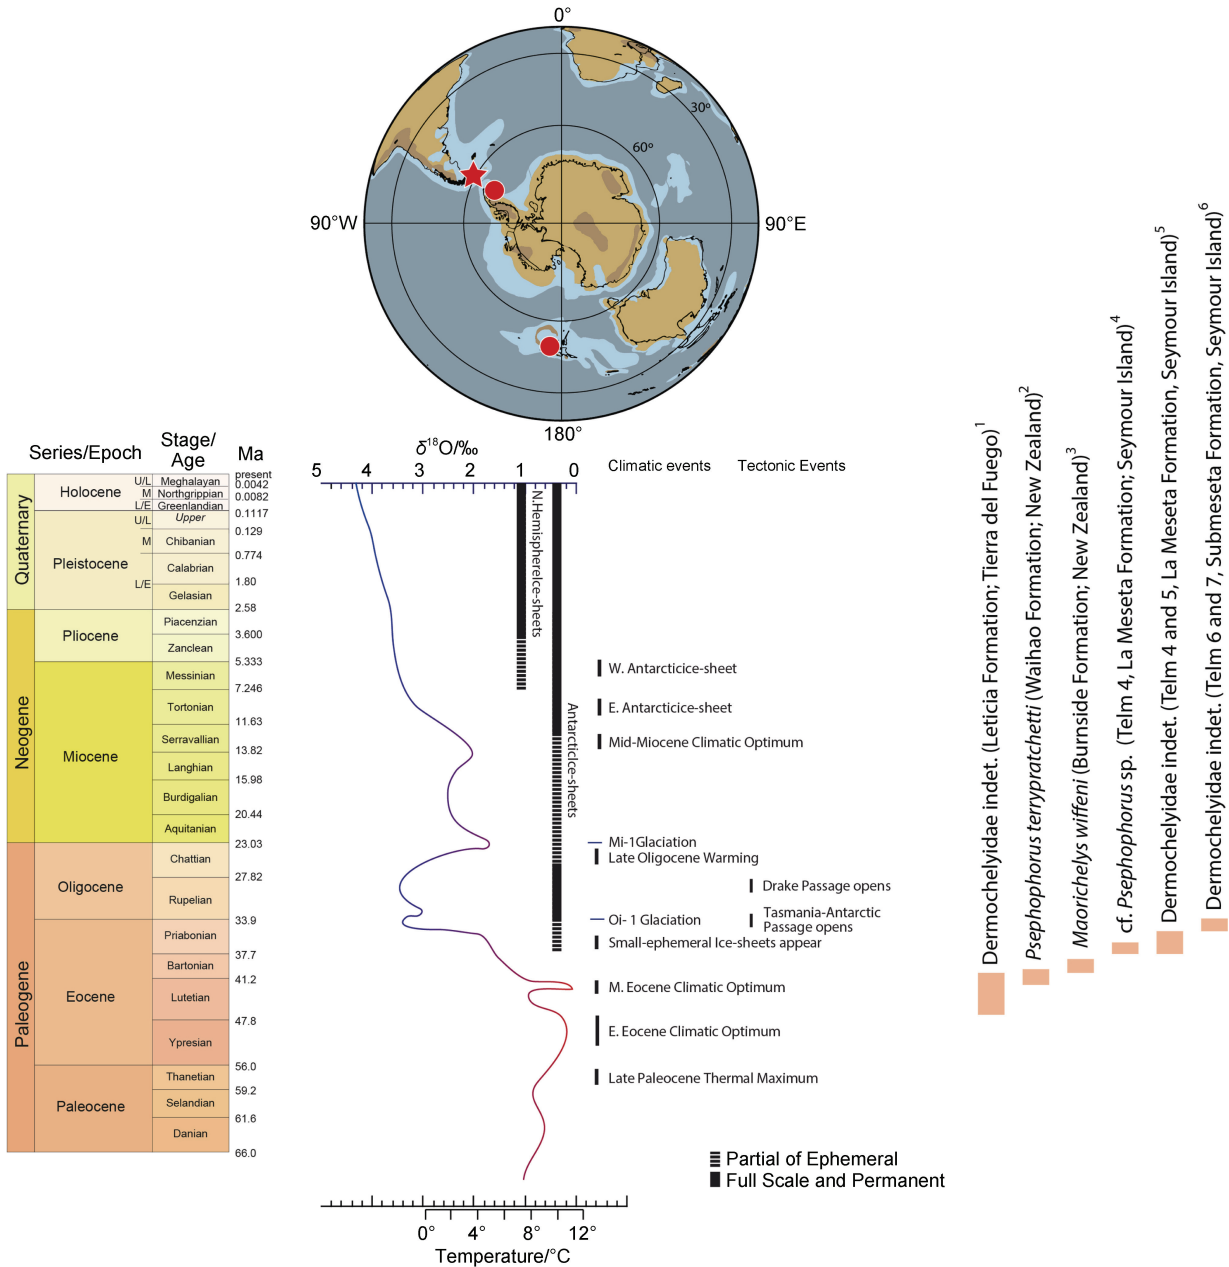 0°
30°
60°
90°W
90°E
180°
Series/Epoch
Stage/
Age
Ma
Quaternary
Neogene
Paleogene
Holocene
Pleistocene
Pliocene
Miocene
Oligocene
Eocene
Paleocene
U/L
M
L/E
U/L
M
L/E
Meghalayan
Northgrippian
Greenlandian
Upper
Chibanian
Calabrian
Gelasian
Piacenzian
Zanclean
Messinian
Tortonian
Serravallian
Langhian
Burdigalian
Aquitanian
Chattian
Rupelian
Priabonian
Bartonian
Lutetian
Ypresian
Thanetian
Selandian
Danian
present
0.0042
0.0082
0.1117
0.129
0.774
1.80
2.58
3.600
5.333
7.246
11.63
13.82
15.98
20.44
23.03
27.82
33.9
37.7
41.2
47.8
56.0
59.2
61.6
66.0
δ18O/‰
5 4 3 2 1 0
N.HemisphereIce-sheets
AntarcticIce-sheets
Climatic events
Tectonic Events
W. Antarcticice-sheet
E. Antarcticice-sheet
Mid-Miocene Climatic Optimum
Mi-1Glaciation
Late Oligocene Warming
Drake Passage opens
Oi- 1 Glaciation
Tasmania-Antarctic
Passage opens
Small-ephemeral Ice-sheets appear
M. Eocene Climatic Optimum
E. Eocene Climatic Optimum
Late Paleocene Thermal Maximum
Partial of Ephemeral
Full Scale and Permanent
0° 4° 8° 12°
Temperature/°C
Dermochelyidae indet. (Leticia Formation; Tierra del Fuego)1
Psephophorus terrypratchetti (Waihao Formation; New Zealand)2
Maorichelys wiffeni (Burnside Formation; New Zealand)3
cf. Psephophorus sp. (Telm 4, La Meseta Formation; Seymour Island)4
Dermochelyidae indet. (Telm 4 and 5, La Meseta Formation, Seymour Island)5
Dermochelyidae indet. (Telm 6 and 7, Submeseta Formation, Seymour Island)6